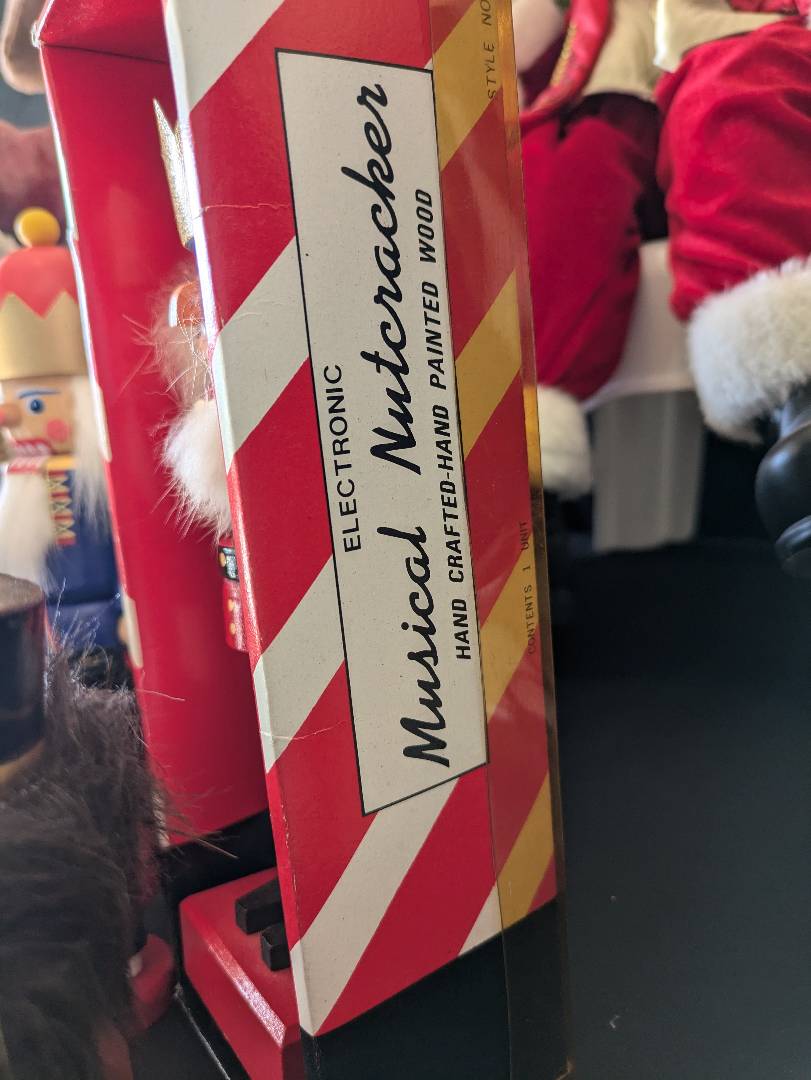 ELECTRONIC
Musical Nutcracker
HAND CRAFTED-HAND PAINTED WOOD
CONTENTS 1 UNIT
STYLE NO